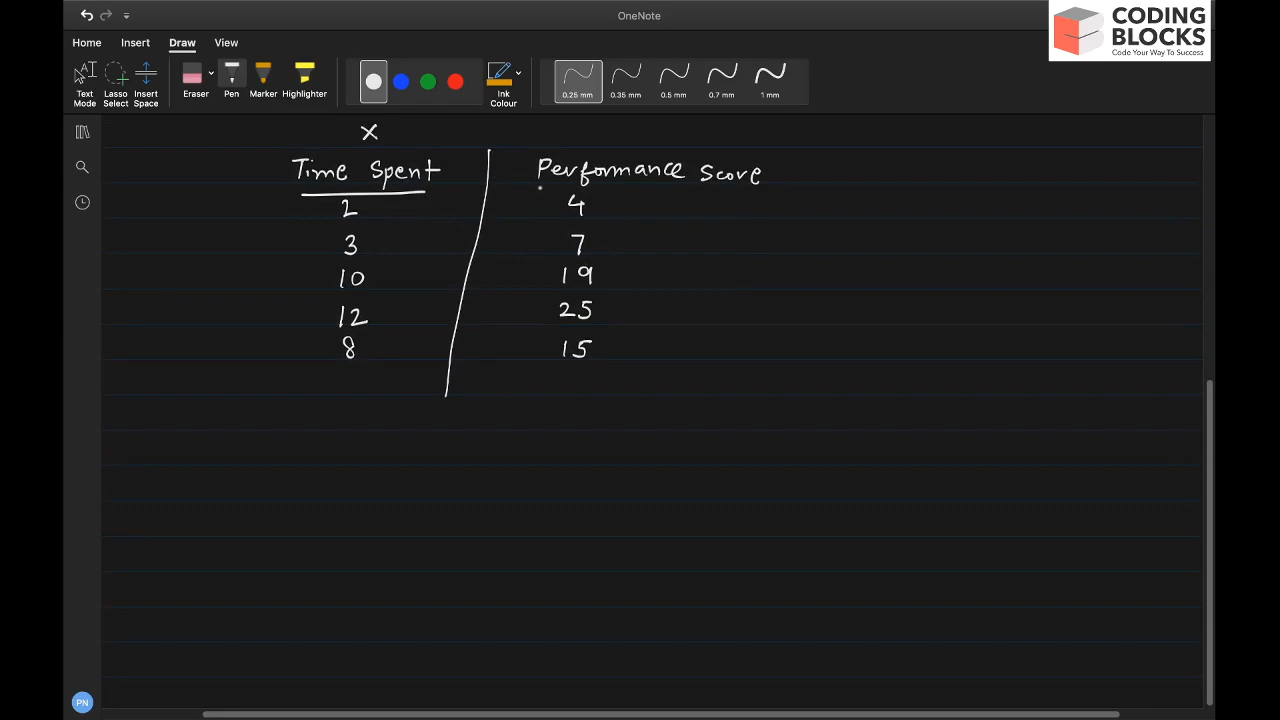 OneNote
CODING
BLOCKS
Code Your Way To Success
Home Insert Draw View
Text Mode Lasso Select Insert Space Eraser Pen Marker Highlighter Ink Colour 0.25 mm 0.35 mm 0.5 mm 0.7 mm 1 mm
x
Time Spent Performance Score
2 4
3 7
10 19
12 25
8 15
PN